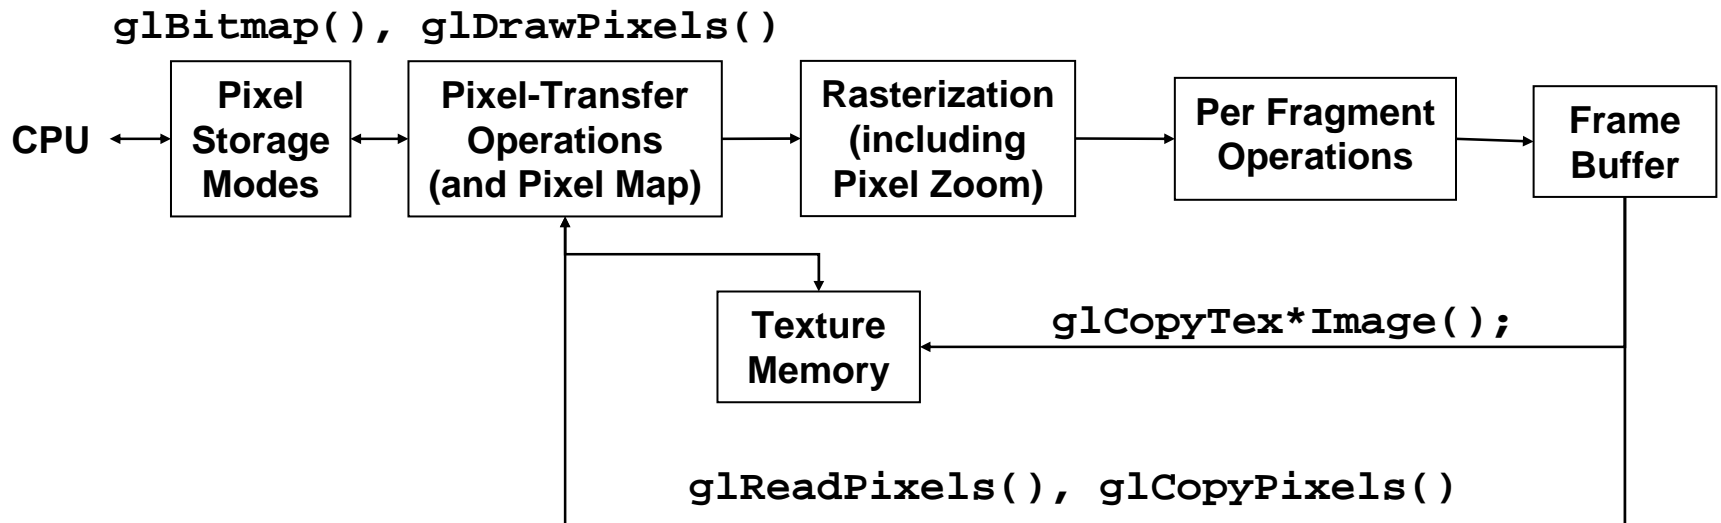 glBitmap(), glDrawPixels()
CPU
Pixel
Storage
Modes
Pixel-Transfer
Operations
(and Pixel Map)
Rasterization
(including
Pixel Zoom)
Per Fragment
Operations
Frame
Buffer
Texture
Memory
glCopyTex*Image();
glReadPixels(), glCopyPixels()